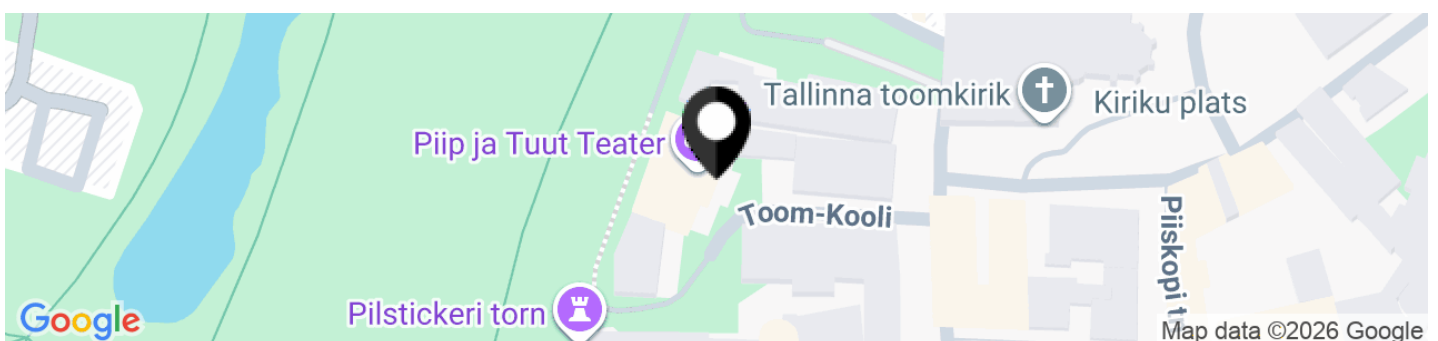 Tallinna toomkirik
Kiriku plats
Piip ja Tuut Teater
Toom-Kooli
Piiskopi t
Pilstickeri torn
Google
Map data ©2026 Google